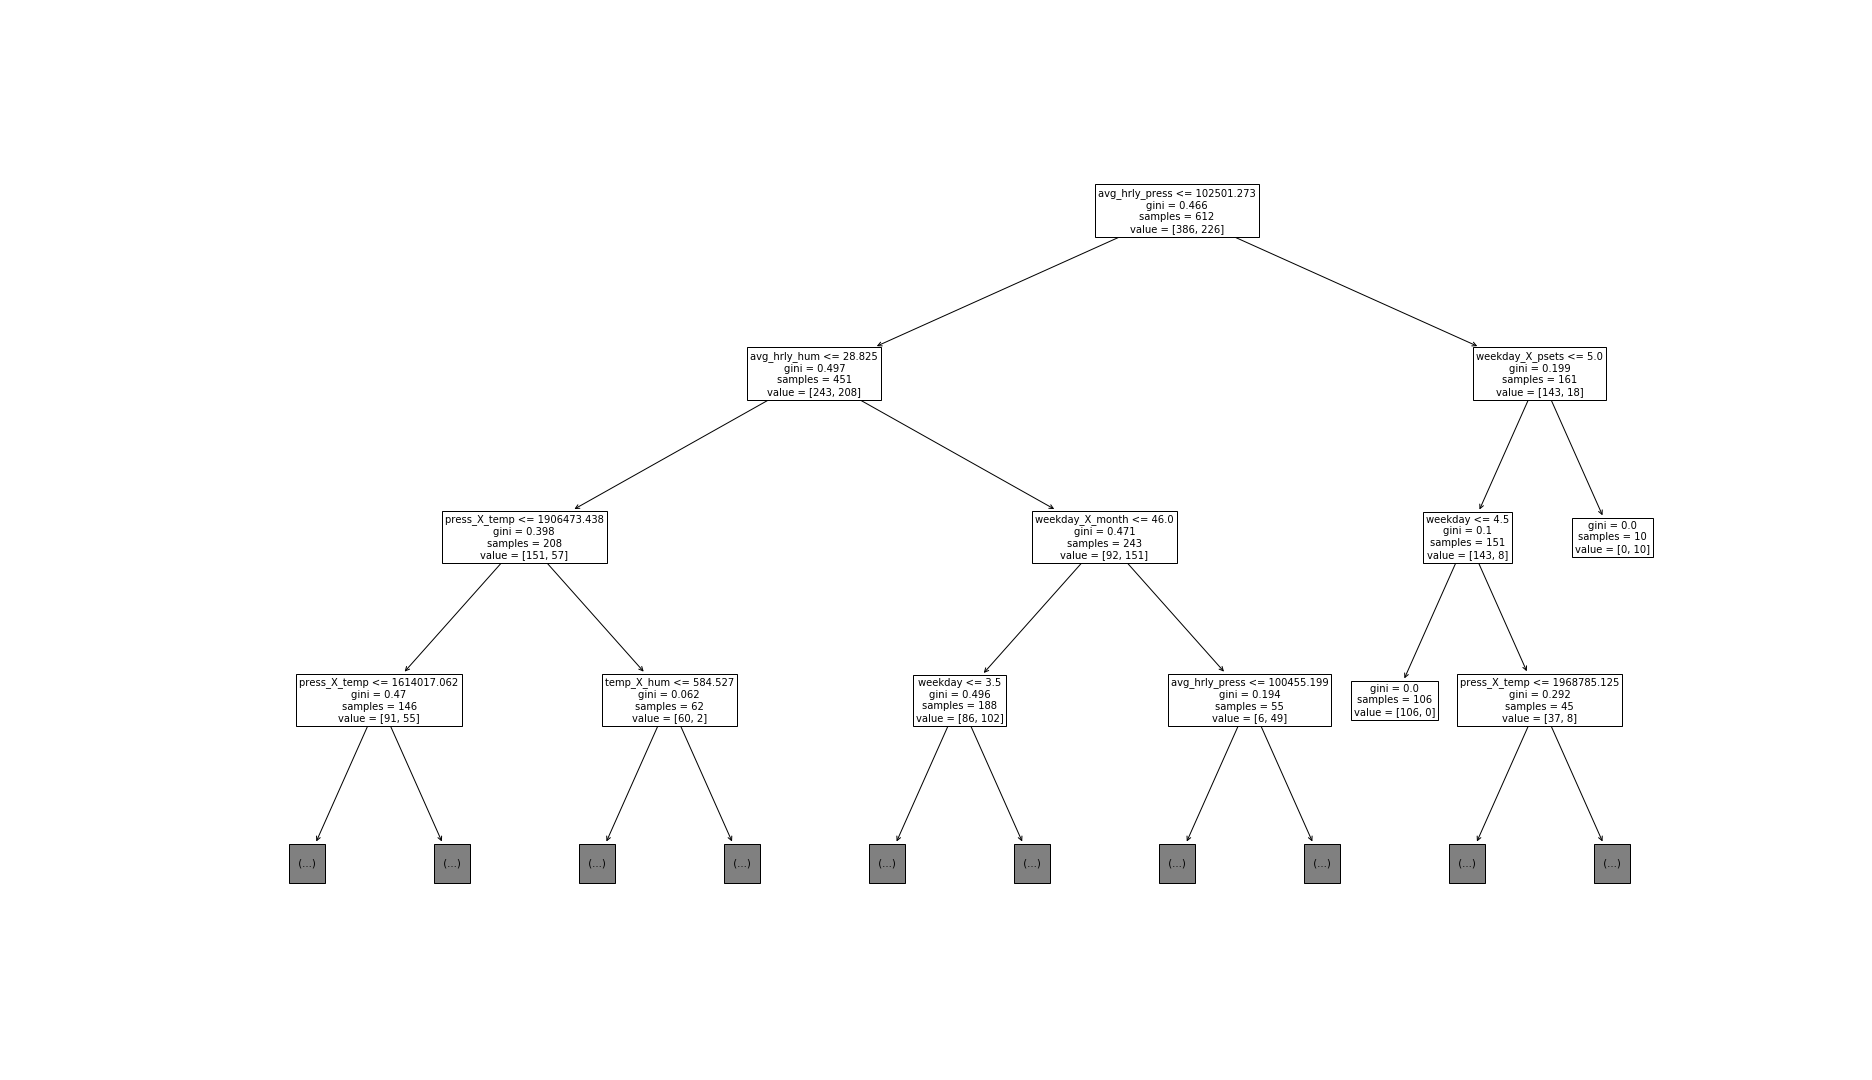 avg_hrly_press <= 102501.273
gini = 0.466
samples = 612
value = [386, 226]
avg_hrly_hum <= 28.825
gini = 0.497
samples = 451
value = [243, 208]
weekday_X_psets <= 5.0
gini = 0.199
samples = 161
value = [143, 18]
press_X_temp <= 1906473.438
gini = 0.398
samples = 208
value = [151, 57]
weekday_X_month <= 46.0
gini = 0.471
samples = 243
value = [92, 151]
weekday <= 4.5
gini = 0.1
samples = 151
value = [143, 8]
gini = 0.0
samples = 10
value = [0, 10]
press_X_temp <= 1614017.062
gini = 0.47
samples = 146
value = [91, 55]
temp_X_hum <= 584.527
gini = 0.062
samples = 62
value = [60, 2]
weekday <= 3.5
gini = 0.496
samples = 188
value = [86, 102]
avg_hrly_press <= 100455.199
gini = 0.194
samples = 55
value = [6, 49]
gini = 0.0
samples = 106
value = [106, 0]
press_X_temp <= 1968785.125
gini = 0.292
samples = 45
value = [37, 8]
(...)
(...)
(...)
(...)
(...)
(...)
(...)
(...)
(...)
(...)